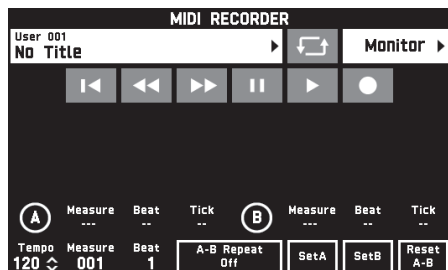 MIDI RECORDER
User 001
No Title
Monitor
A Measure Beat Tick B Measure Beat Tick
--- -- -- --- -- --
Tempo Measure Beat A-B Repeat SetA SetB Reset
120 001 1 Off A-B